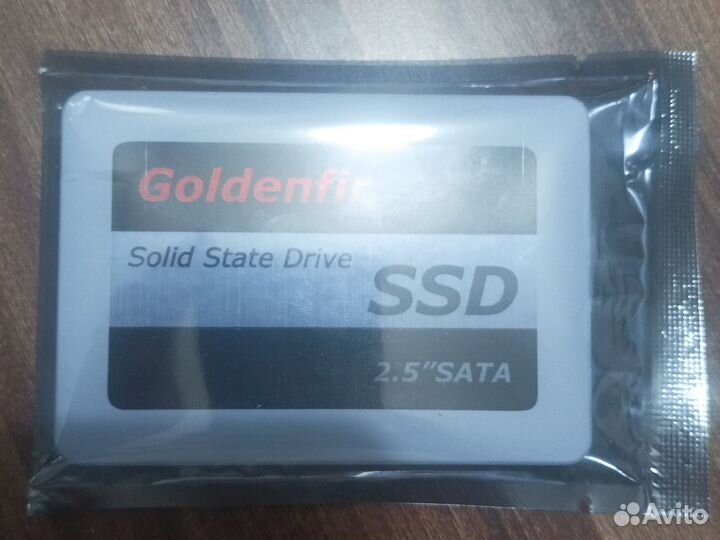 Goldenfir
Solid State Drive
SSD
2.5"SATA
Avito